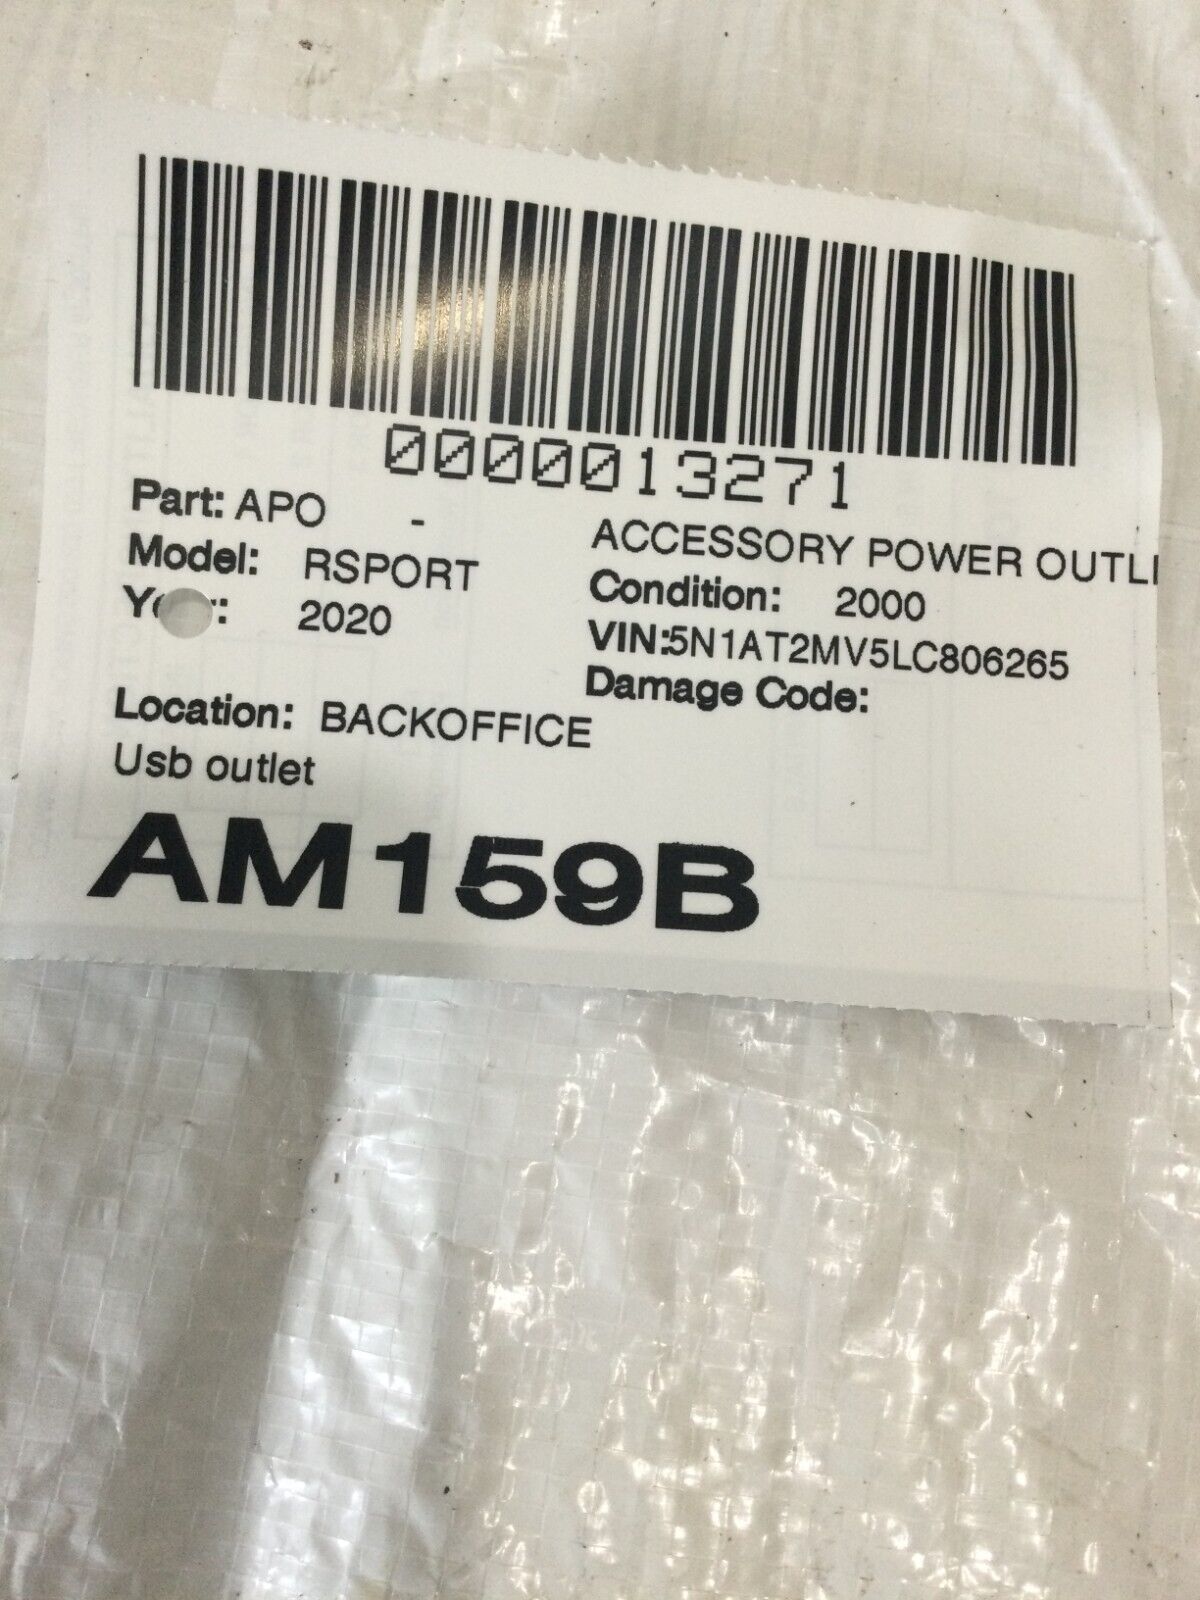 0000013271
Part: APO - ACCESSORY POWER OUTL
Model: RSPORT Condition: 2000
2020 VIN:5N1AT2MV5LC806265
Damage Code:
Location: BACKOFFICE
Usb outlet
AM159B